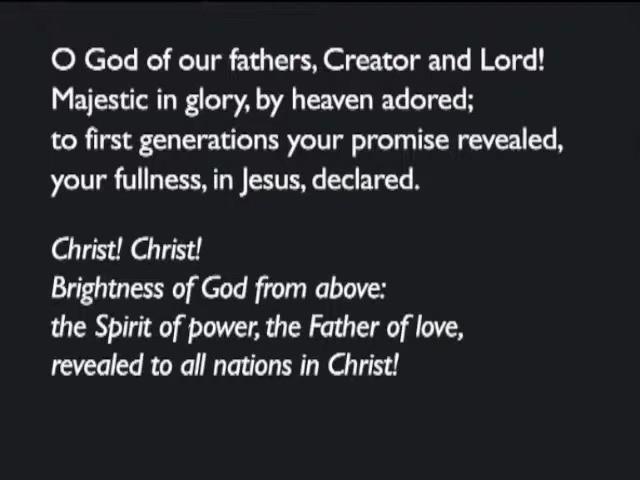 O God of our fathers, Creator and Lord!
Majestic in glory, by heaven adored;
to first generations your promise revealed,
your fullness, in Jesus, declared.
Christ! Christ!
Brightness of God from above:
the Spirit of power, the Father of love,
revealed to all nations in Christ!